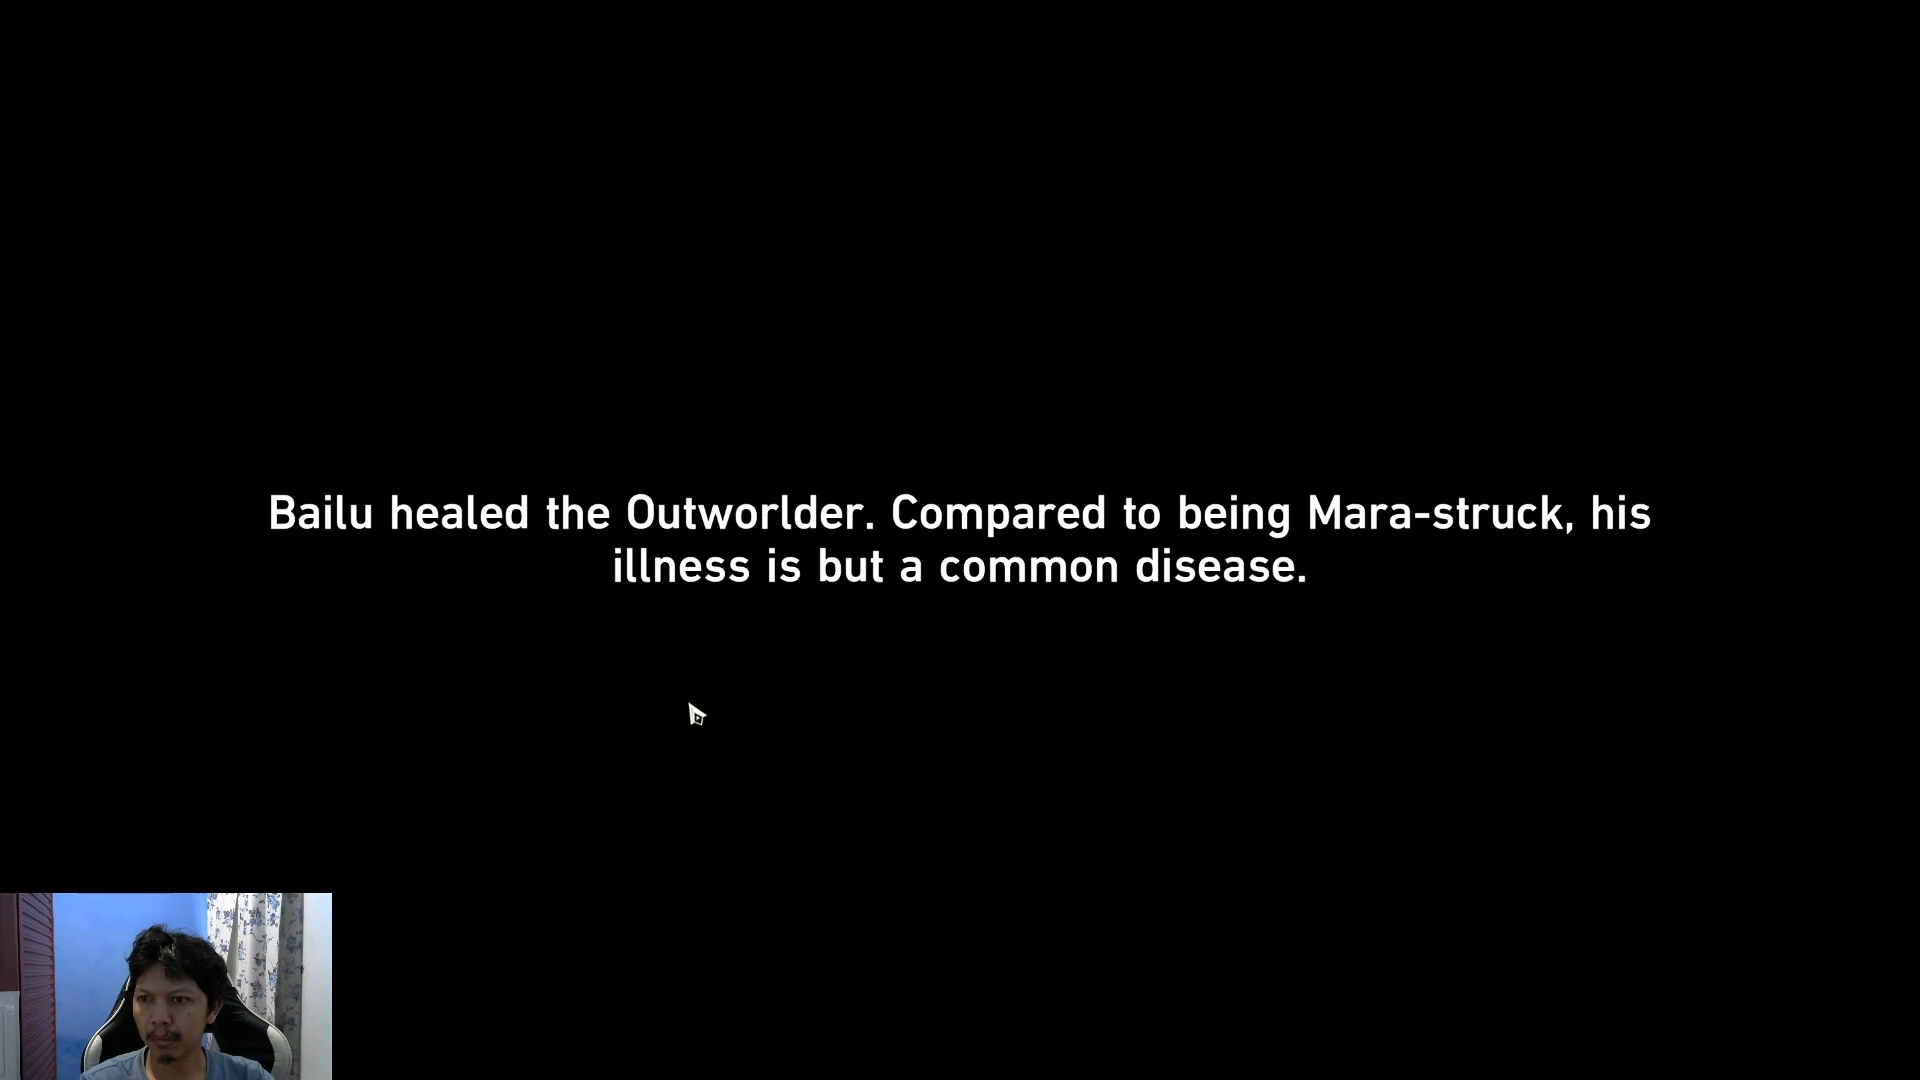 Bailu healed the Outworlder. Compared to being Mara-struck, his
illness is but a common disease.